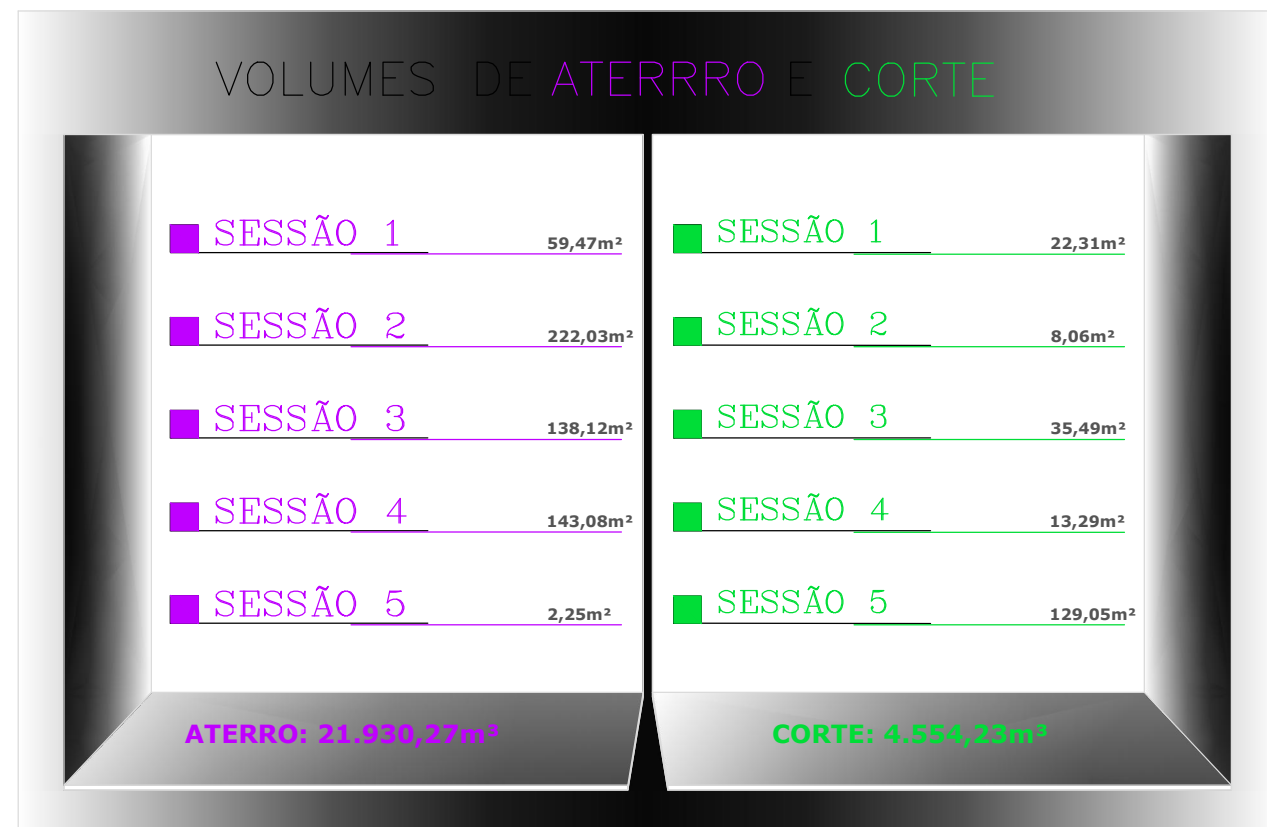 VOLUMES DE ATERRRO E CORTE
SESSÃO 1 59,47m²
SESSÃO 2 222,03m²
SESSÃO 3 138,12m²
SESSÃO 4 143,08m²
SESSÃO 5 2,25m²
ATERRO: 21.930,27m³
SESSÃO 1 22,31m²
SESSÃO 2 8,06m²
SESSÃO 3 35,49m²
SESSÃO 4 13,29m²
SESSÃO 5 129,05m²
CORTE: 4.554,23m³